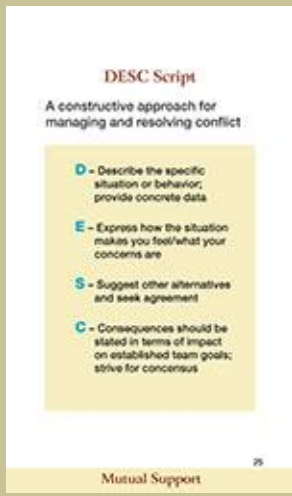 DESC Script
A constructive approach for
managing and resolving conflict
D – Describe the specific
situation or behavior;
provide concrete data
E – Express how the situation
makes you feel/what your
concerns are
S – Suggest other alternatives
and seek agreement
C – Consequences should be
stated in terms of impact
on established team goals;
strive for concensus
25
Mutual Support